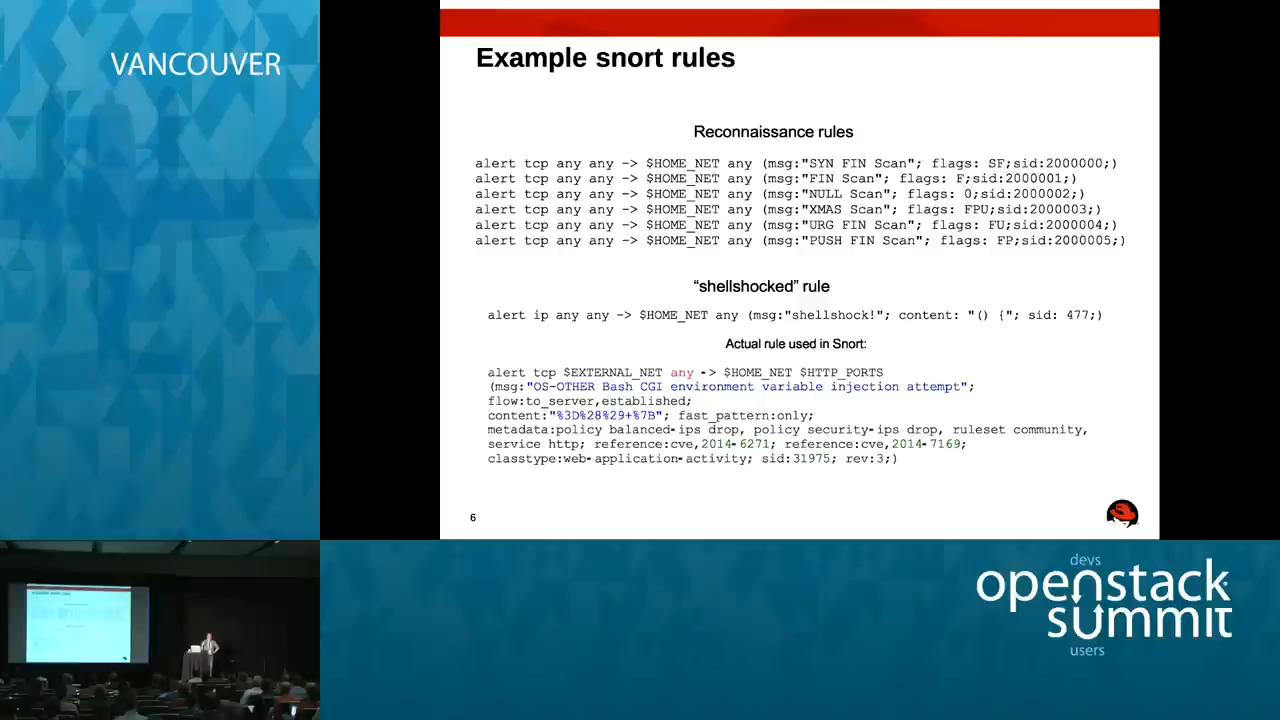 VANCOUVER
Example snort rules
Reconnaissance rules
alert tcp any any -> $HOME_NET any (msg:"SYN FIN Scan"; flags: SF;sid:2000000;)
alert tcp any any -> $HOME_NET any (msg:"FIN Scan"; flags: F;sid:2000001;)
alert tcp any any -> $HOME_NET any (msg:"NULL Scan"; flags: 0;sid:2000002;)
alert tcp any any -> $HOME_NET any (msg:"XMAS Scan"; flags: FPU;sid:2000003;)
alert tcp any any -> $HOME_NET any (msg:"URG FIN Scan"; flags: FU;sid:2000004;)
alert tcp any any -> $HOME_NET any (msg:"PUSH FIN Scan"; flags: FP;sid:2000005;)
“shellshocked” rule
alert ip any any -> $HOME_NET any (msg:"shellshock!"; content: "() {"; sid: 477;)
Actual rule used in Snort:
alert tcp $EXTERNAL_NET any -> $HOME_NET $HTTP_PORTS
(msg:"OS-OTHER Bash CGI environment variable injection attempt";
flow:to_server,established;
content:"%3D%28%29+%7B"; fast_pattern:only;
metadata:policy balanced-ips drop, policy security-ips drop, ruleset community,
service http; reference:cve,2014-6271; reference:cve,2014-7169;
classtype:web-application-activity; sid:31975; rev:3;)
6
devs
openstack
summit
users